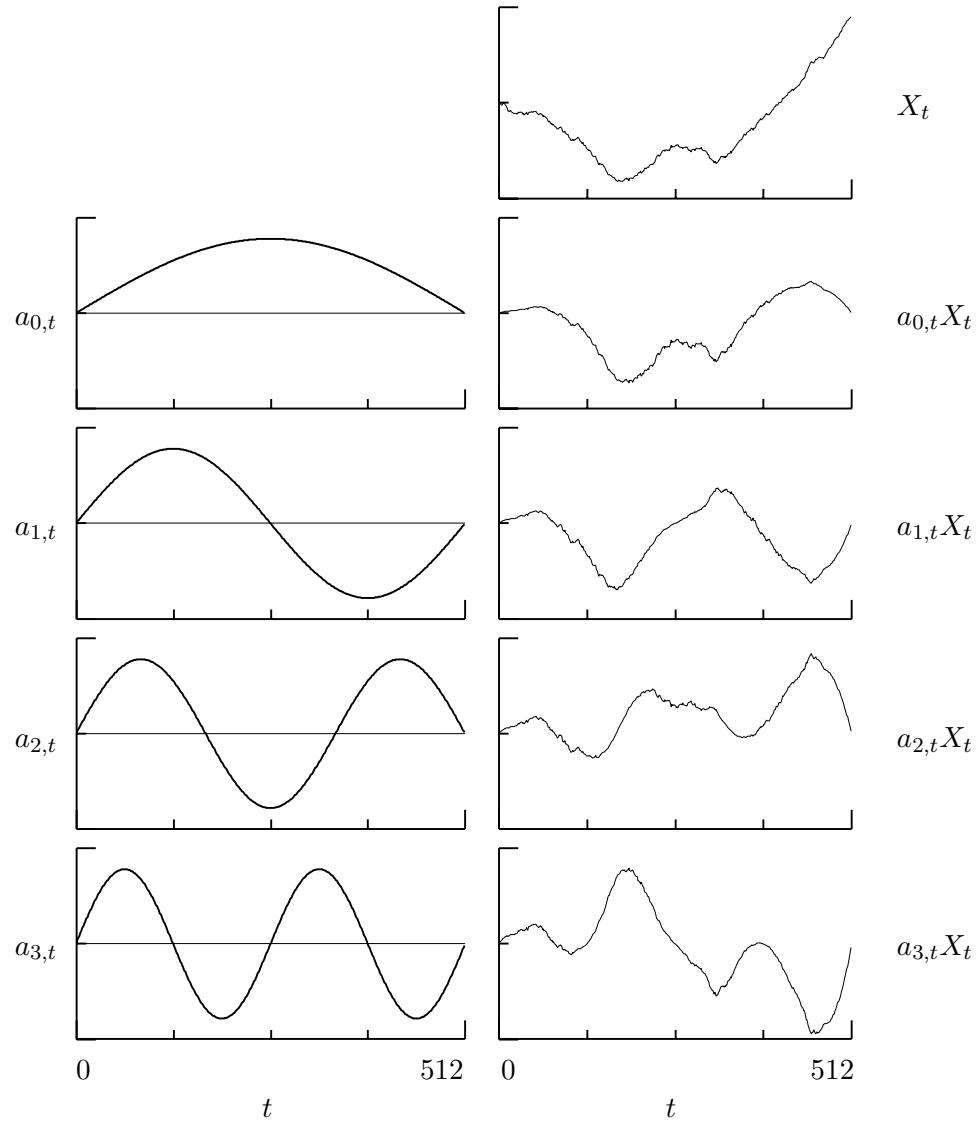 X_t
a_{0,t}
a_{0,t}X_t
a_{1,t}
a_{1,t}X_t
a_{2,t}
a_{2,t}X_t
a_{3,t}
a_{3,t}X_t
0 512 0 512
t t